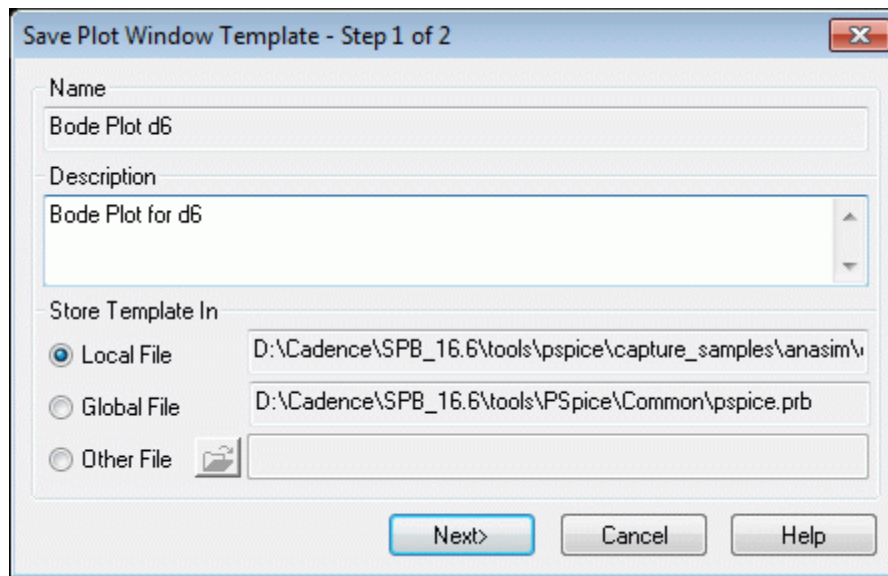 Save Plot Window Template - Step 1 of 2
Name
Bode Plot d6
Description
Bode Plot for d6
Store Template In
Local File
D:\Cadence\SPB_16.6\tools\pspice\capture_samples\anasim\
Global File
D:\Cadence\SPB_16.6\tools\PSpice\Common\pspice.prb
Other File
Next>
Cancel
Help